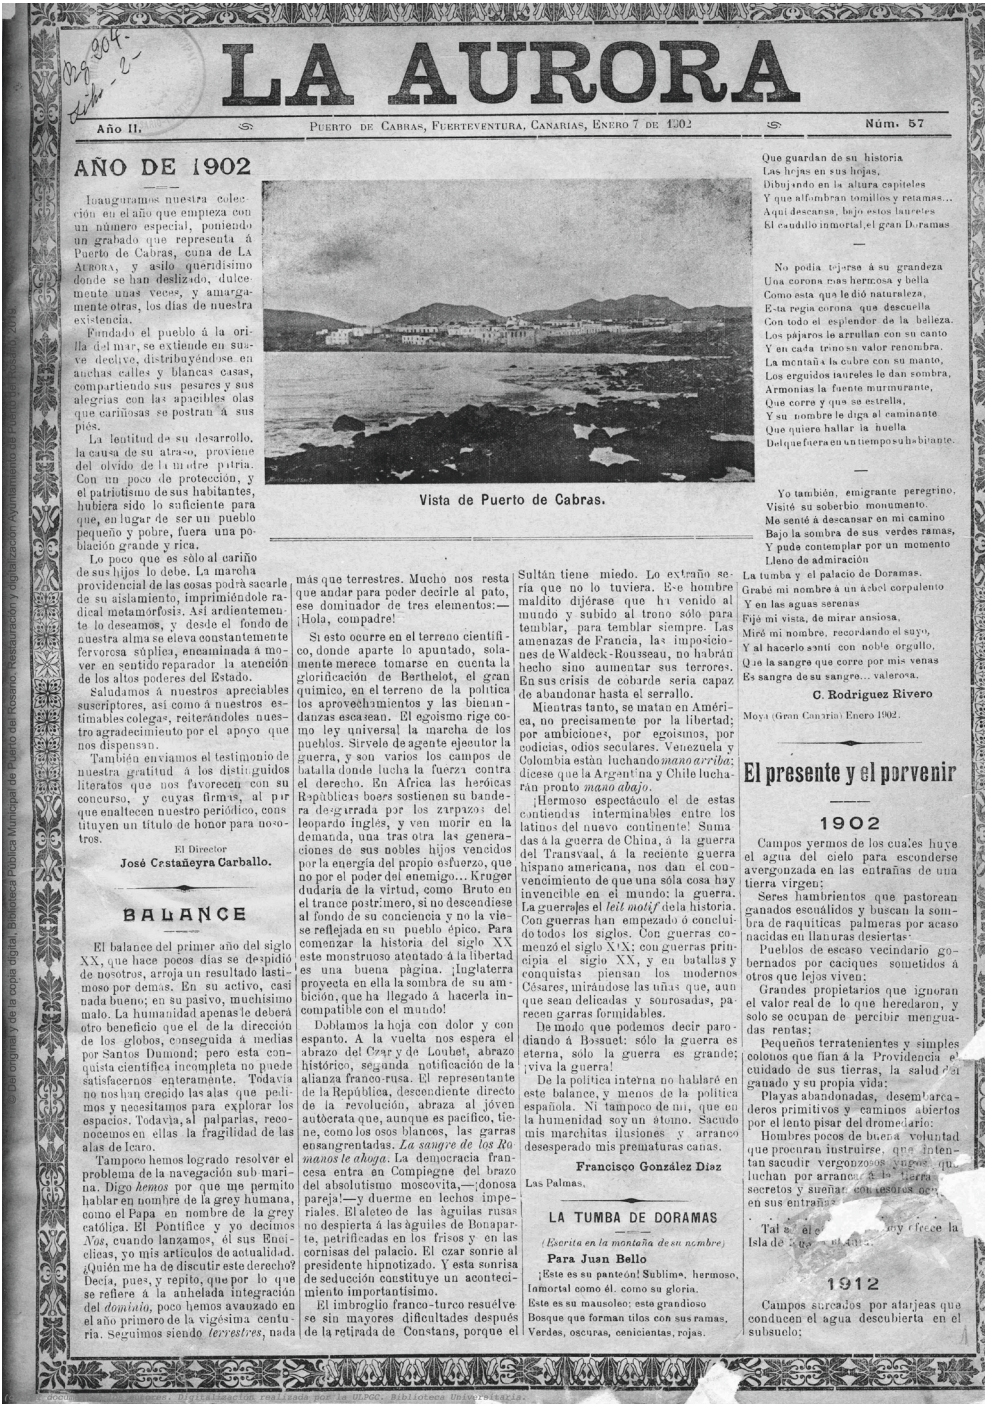 LA AURORA
Año II.
PUERTO DE CABRAS, FUERTEVENTURA, CANARIAS, ENERO 7 DE 1902
Núm. 57
AÑO DE 1902
Inauguramos nuestra colec-
ción en el año que empieza con
un número especial, poniendo
un grabado que representa á
Puerto de Cabras, cuna de LA
AURORA, y asilo queridísimo
donde se han deslizado, dulce-
mente unas veces, y amarga-
mente otras, los días de nuestra
existencia.
Fundado el pueblo á la ori-
lla del mar, se extiende en sua-
ve declive, distribuyéndose en
anchas calles y blancas casas,
compartiendo sus pesares y sus
alegrías con las apacibles olas
que cariñosas se postran á sus
piés.
La lentitud de su desarrollo,
la causa de su atraso, proviene
del olvido de la madre patria.
Con un poco de protección, y
el patriotismo de sus habitantes,
hubiera sido lo suficiente para
que, en lugar de ser un pueblo
pequeño y pobre, fuera una po-
blación grande y rica.
Lo poco que es sólo al cariño
de sus hijos lo debe. La marcha
providencial de las cosas podrá sacarle
de su aislamiento, imprimiéndole ra-
dical metamórfosis. Así ardientemen-
te lo deseamos, y desde el fondo de
nuestra alma se eleva constantemente
fervorosa súplica, encaminada á mo-
ver en sentido reparador la atención
de los altos poderes del Estado.
Saludamos á nuestros apreciables
suscriptores, así como á nuestros es-
timables colegas, reiterándoles nues-
tro agradecimiento por el apoyo que
nos dispensan.
También enviamos el testimonio de
nuestra gratitud á los distinguidos
literatos que nos favorecen con su
concurso, y cuyas firmas, al par
que enaltecen nuestro periódico, cons
tituyen un título de honor para noso-
tros.
El Director
José Castañeyra Carballo.
BALANCE
El balance del primer año del siglo
XX, que hace pocos días se despidió
de nosotros, arroja un resultado lasti-
moso por demás. En su activo, casi
nada bueno; en su pasivo, muchísimo
malo. La humanidad apenas le deberá
otro beneficio que el de la dirección
de los globos, conseguida á medias
por Santos Dumond; pero esta con-
quista científica incompleta no puede
satisfacernos enteramente. Todavía
no nos han crecido las alas que pedi-
mos y necesitamos para explorar los
espacios. Todavía, al palparlas, reco-
nocemos en ellas la fragilidad de las
alas de Icaro.
Tampoco hemos logrado resolver el
problema de la navegación sub mari-
na. Digo hemos por que me permito
hablar en nombre de la grey humana,
como el Papa en nombre de la grey
católica. El Pontífice y yo decimos
Nos, cuando lanzamos, él sus Encí-
clicas, yo mis artículos de actualidad.
¿Quién me ha de discutir este derecho?
Decía, pues, y repito, que por lo que
se refiere á la anhelada integración
del dominio, poco hemos avanzado en
el año primero de la vigésima centu-
ria. Seguimos siendo terrestres, nada
Vista de Puerto de Cabras.
más que terrestres. Mucho nos resta
que andar para poder decirle al pato,
ese dominador de tres elementos:—
¡Hola, compadre!
Si esto ocurre en el terreno científi-
co, donde aparte lo apuntado, sola-
mente merece tomarse en cuenta la
glorificación de Berthelot, el gran
químico, en el terreno de la política
los aprovechamientos y las bienan-
danzas escasean. El egoismo rige co-
mo ley universal la marcha de los
pueblos. Sírvele de agente ejecutor la
guerra, y son varios los campos de
batalla donde lucha la fuerza contra
el derecho. En Africa las heróicas
Repúblicas boers sostienen su bande-
ra desgarrada por los zarpazos del
leopardo inglés, y ven morir en la
demanda, una tras otra las genera-
ciones de sus nobles hijos vencidos
por la energía del propio esfuerzo, que
no por el poder del enemigo... Kruger
dudaría de la virtud, como Bruto en
el trance postrimero, si no descendiese
al fondo de su conciencia y no la vie-
se reflejada en su pueblo épico. Para
comenzar la historia del siglo XX
este monstruoso atentado á la libertad
es una buena página. ¡Inglaterra
proyecta en ella la sombra de su am-
bición, que ha llegado á hacerla in-
compatible con el mundo!
Doblamos la hoja con dolor y con
espanto. A la vuelta nos espera el
abrazo del Czar y de Loubet, abrazo
histórico, segunda notificación de la
alianza franco-rusa. El representante
de la República, descendiente directo
de la revolución, abraza al jóven
autócrata que, aunque es pacífico, tie-
ne, como los osos blancos, las garras
ensangrentadas. La sangre de los Ro-
manos le ahoga. La democracia fran-
cesa entra en Compiegne del brazo
del absolutismo moscovita,—¡donosa
pareja!—y duerme en lechos impe-
riales. El aleteo de las águilas rusas
no despierta á las águiles de Bonapar-
te, petrificadas en los frisos y en las
cornisas del palacio. El czar sonríe al
presidente hipnotizado. Y esta sonrisa
de seducción constituye un aconteci-
miento importantísimo.
El imbroglio franco-turco resuelve-
se sin mayores dificultades después
de la retirada de Constans, porque el
Sultán tiene miedo. Lo extraño se-
ría que no lo tuviera. Ese hombre
maldito dijérase que ha venido al
mundo y subido al trono sólo para
temblar, para temblar siempre. Las
amenazas de Francia, las imposicio-
nes de Waldeck-Rousseau, no habrán
hecho sino aumentar sus terrores.
En sus crisis de cobarde sería capaz
de abandonar hasta el serrallo.
Mientras tanto, se matan en Améri-
ca, no precisamente por la libertad;
por ambiciones, por egoismos, por
codicias, odios seculares. Venezuela y
Colombia están luchando mano arriba;
dícese que la Argentina y Chile lucha-
rán pronto mano abajo.
¡Hermoso espectáculo el de estas
contiendas interminables entre los
latinos del nuevo continente! Suma
das á la guerra de China, á la guerra
del Transvaal, á la reciente guerra
hispano americana, nos dan el con-
vencimiento de que una sóla cosa hay
invencible en el mundo: la guerra.
La guerra es el leit motif de la historia.
Con guerras han empezado ó concluí-
do todos los siglos. Con guerras co-
menzó el siglo XIX; con guerras prin-
cipia el siglo XX, y en batallas y
conquistas piensan los modernos
Césares, mirándose las uñas que, aun
que sean delicadas y sonrosadas, pa-
recen garras formidables.
De modo que podemos decir paro-
diando á Bossuet: sólo la guerra es
eterna, sólo la guerra es grande;
¡viva la guerra!
De la política interna no hablaré en
este balance, y menos de la política
española. Ni tampoco de mí, que en
la humenidad soy un átomo. Sacudo
mis marchitas ilusiones y arranco
desesperado mis prematuras canas.
Francisco González Díaz
Las Palmas,
LA TUMBA DE DORAMAS
(Escrita en la montaña de su nombre)
Para Juan Bello
¡Este es su panteón! Sublime, hermoso,
Inmortal como él, como su gloria.
Este es su mausoleo; este grandioso
Bosque que forman tilos con sus ramas,
Verdes, oscuras, cenicientas, rojas.
Que guardan de su historia
Las hojas en sus hojas,
Dibujando en la altura capiteles
Y que alfombran tomillos y retamas...
Aquí descansa, bajo estos laureles
El caudillo inmortal, el gran Doramas
No podía tejerse á su grandeza
Una corona más hermosa y bella
Como esta que le dió naturaleza,
Esta regia corona que descuella
Con todo el esplendor de la belleza.
Los pájaros le arrullan con su canto
Y en cada trino su valor renombra.
La montaña la cubre con su manto,
Los erguidos laureles le dan sombra,
Armonías la fuente murmurante,
Que corre y que se estrella,
Y su nombre le diga al caminante
Que quiere hallar la huella
Del que fuera en un tiempo su habitante.
Yo también, emigrante peregrino,
Visité su soberbio monumento.
Me senté á descansar en mi camino
Bajo la sombra de sus verdes ramas,
Y pude contemplar por un momento
Lleno de admiración
La tumba y el palacio de Doramas.
Grabé mi nombre á un árbol corpulento
Y en las aguas serenas
Fijé mi vista, de mirar ansiosa,
Miré mi nombre, recordando el suyo,
Y al hacerlo sentí con noble orgullo,
Que la sangre que corre por mis venas
Es sangre de su sangre... valerosa.
C. Rodríguez Rivero
Moya (Gran Canaria) Enero 1902.
El presente y el porvenir
1902
Campos yermos de los cuales huye
el agua del cielo para esconderse
avergonzada en las entrañas de una
tierra vírgen;
Seres hambrientos que pastorean
ganados escuálidos y buscan la som-
bra de raquíticas palmeras por acaso
nacidas en llanuras desiertas;
Pueblos de escaso vecindario go-
bernados por caciques sometidos á
otros que lejos viven;
Grandes propietarios que ignoran
el valor real de lo que heredaron, y
solo se ocupan de percibir mengua-
das rentas;
Pequeños terratenientes y simples
colonos que fían á la Providencia el
cuidado de sus tierras, la salud del
ganado y su propia vida;
Playas abandonadas, desembarca-
deros primitivos y caminos abiertos
por el lento pisar del dromedario;
Hombres pocos de buena voluntad
que procuran instruirse, que inten-
tan sacudir vergonzosos yugos, que
luchan por arrancar á la tierra
secretos y sueñan con tesoros
en sus entrañas
Tal ofrece la
Isla de
1912
Campos surcados por atarjeas que
conducen el agua descubierta en el
subsuelo;
© Del original y de la copia digital, Biblioteca Pública Municipal de Puerto del Rosario. Restauración y digitalización Ayuntamiento de
Digitalización realizada por la ULPGC. Biblioteca Universitaria.